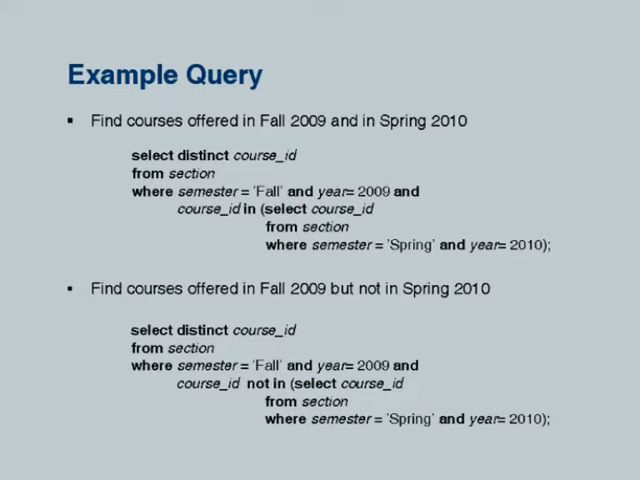 Example Query
▪ Find courses offered in Fall 2009 and in Spring 2010
select distinct course_id
from section
where semester = 'Fall' and year= 2009 and
course_id in (select course_id
from section
where semester = 'Spring' and year= 2010);
▪ Find courses offered in Fall 2009 but not in Spring 2010
select distinct course_id
from section
where semester = 'Fall' and year= 2009 and
course_id not in (select course_id
from section
where semester = 'Spring' and year= 2010);